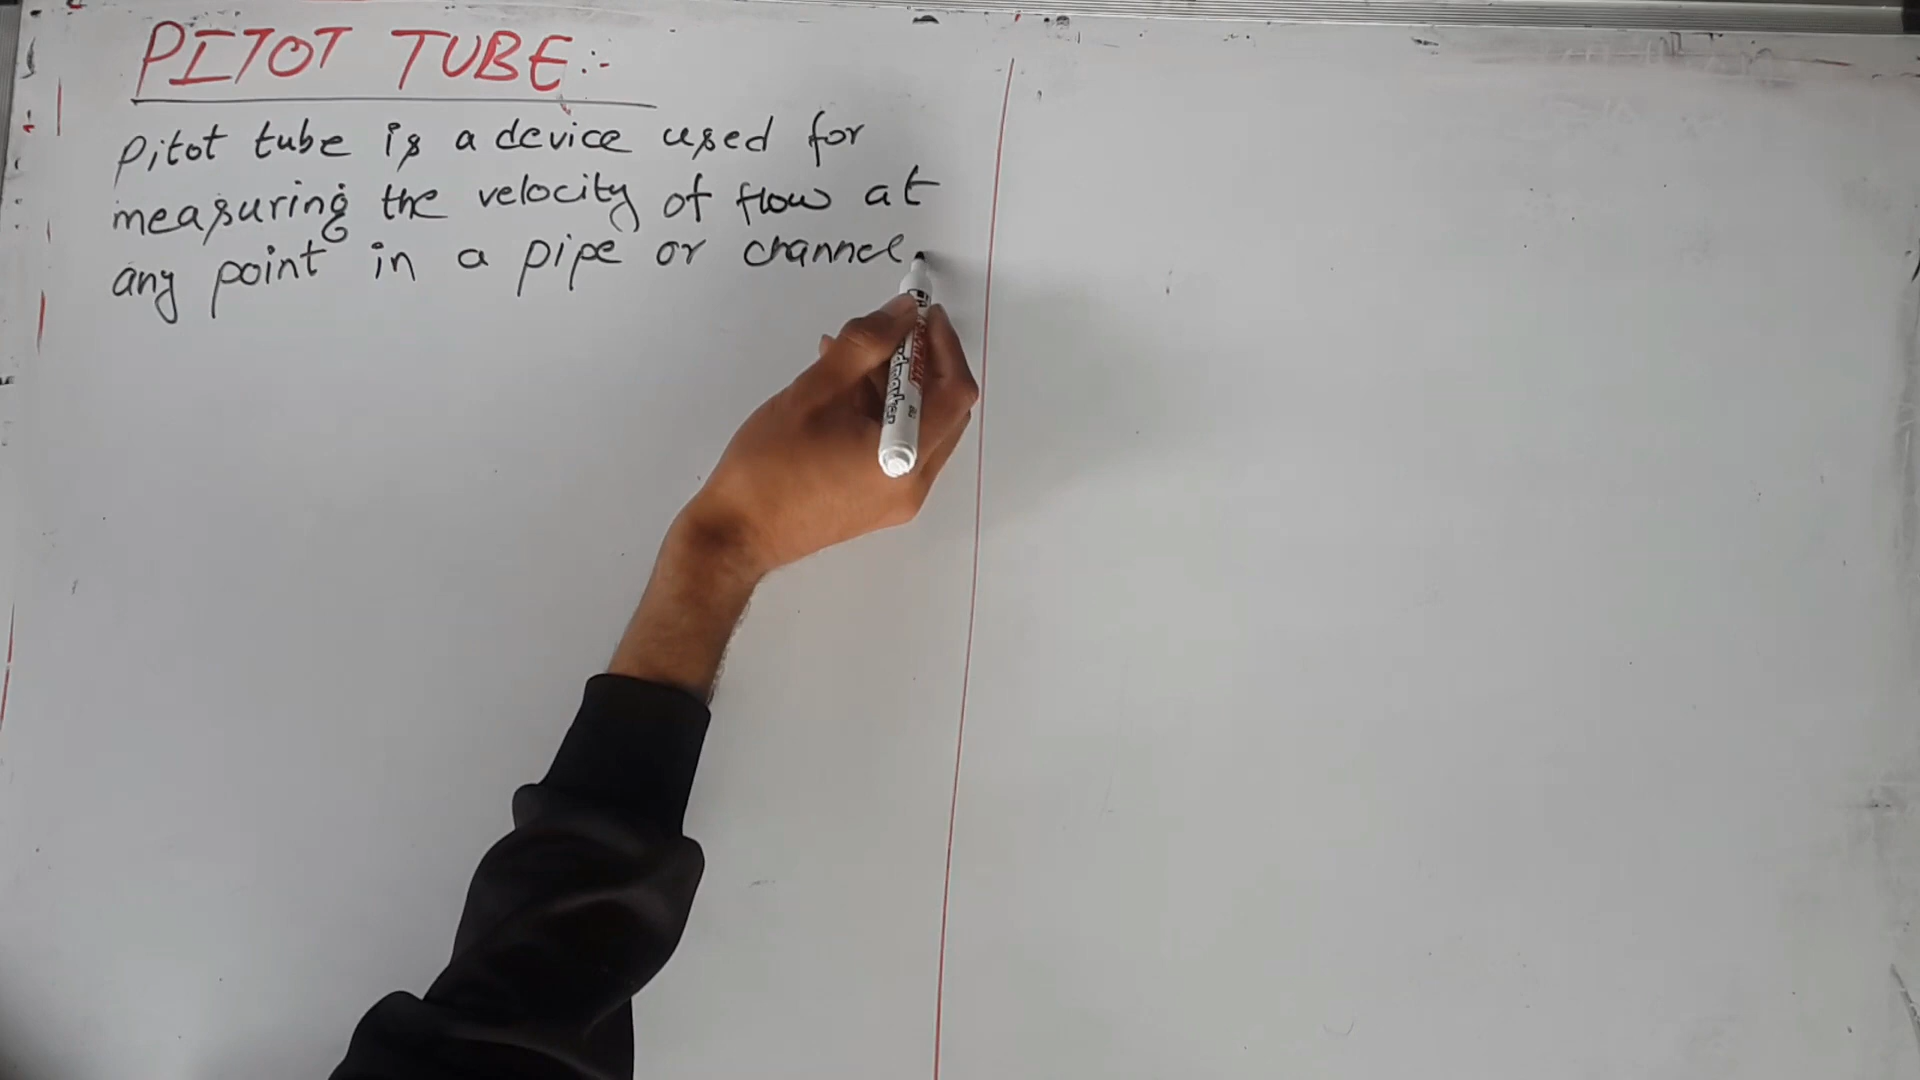 PITOT TUBE:-
Pitot tube is a device used for
measuring the velocity of flow at
any point in a pipe or channel.